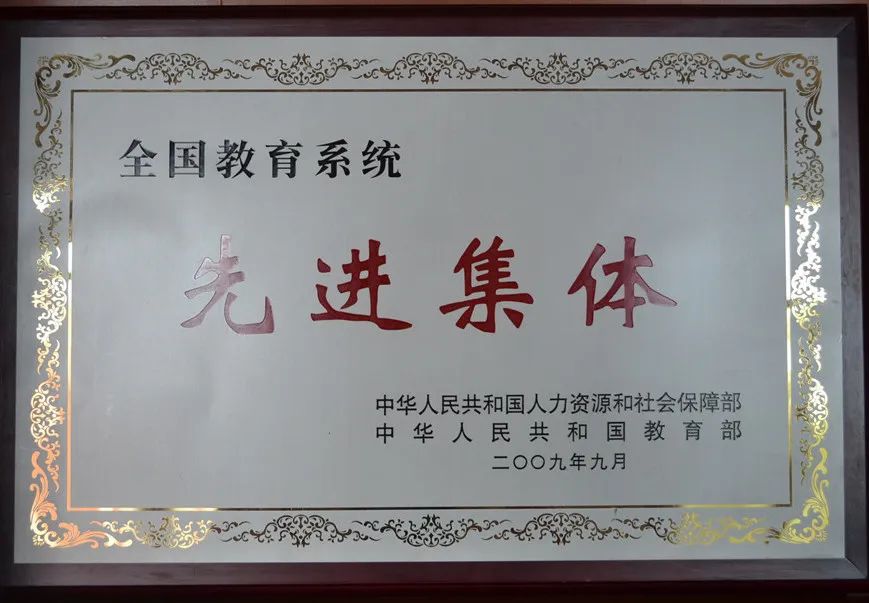 全国教育系统
先进集体
中华人民共和国人力资源和社会保障部
中华人民共和国教育部
二〇〇九年九月